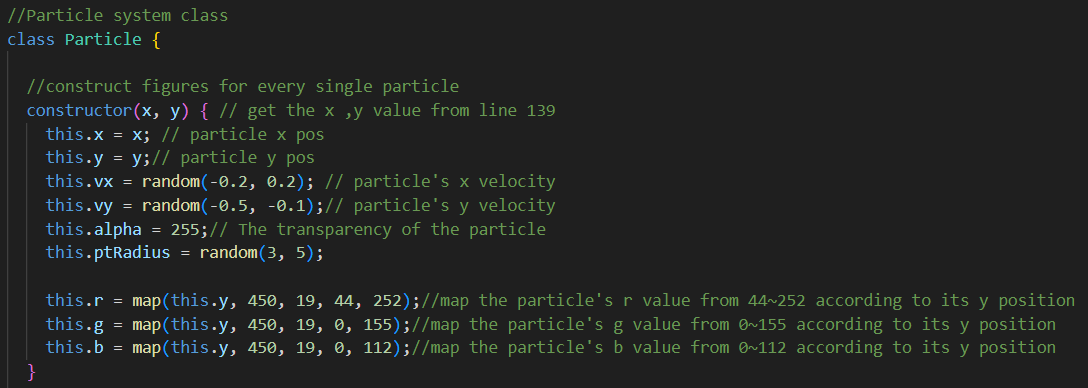 //Particle system class
class Particle {
//construct figures for every single particle
constructor(x, y) { // get the x ,y value from line 139
this.x = x; // particle x pos
this.y = y;// particle y pos
this.vx = random(-0.2, 0.2); // particle's x velocity
this.vy = random(-0.5, -0.1);// particle's y velocity
this.alpha = 255;// The transparency of the particle
this.ptRadius = random(3, 5);
this.r = map(this.y, 450, 19, 44, 252);//map the particle's r value from 44~252 according to its y position
this.g = map(this.y, 450, 19, 0, 155);//map the particle's g value from 0~155 according to its y position
this.b = map(this.y, 450, 19, 0, 112);//map the particle's b value from 0~112 according to its y position
}